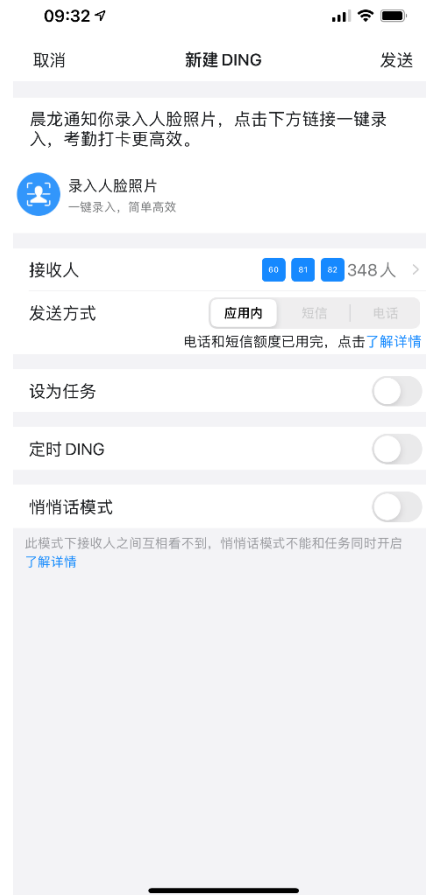 09:32
取消 新建 DING 发送
晨龙通知你录入人脸照片，点击下方链接一键录
入，考勤打卡更高效。
录入人脸照片
一键录入，简单高效
接收人 60 81 82 348人
发送方式 应用内 短信 电话
电话和短信额度已用完，点击了解详情
设为任务
定时 DING
悄悄话模式
此模式下接收人之间互相看不到，悄悄话模式不能和任务同时开启
了解详情